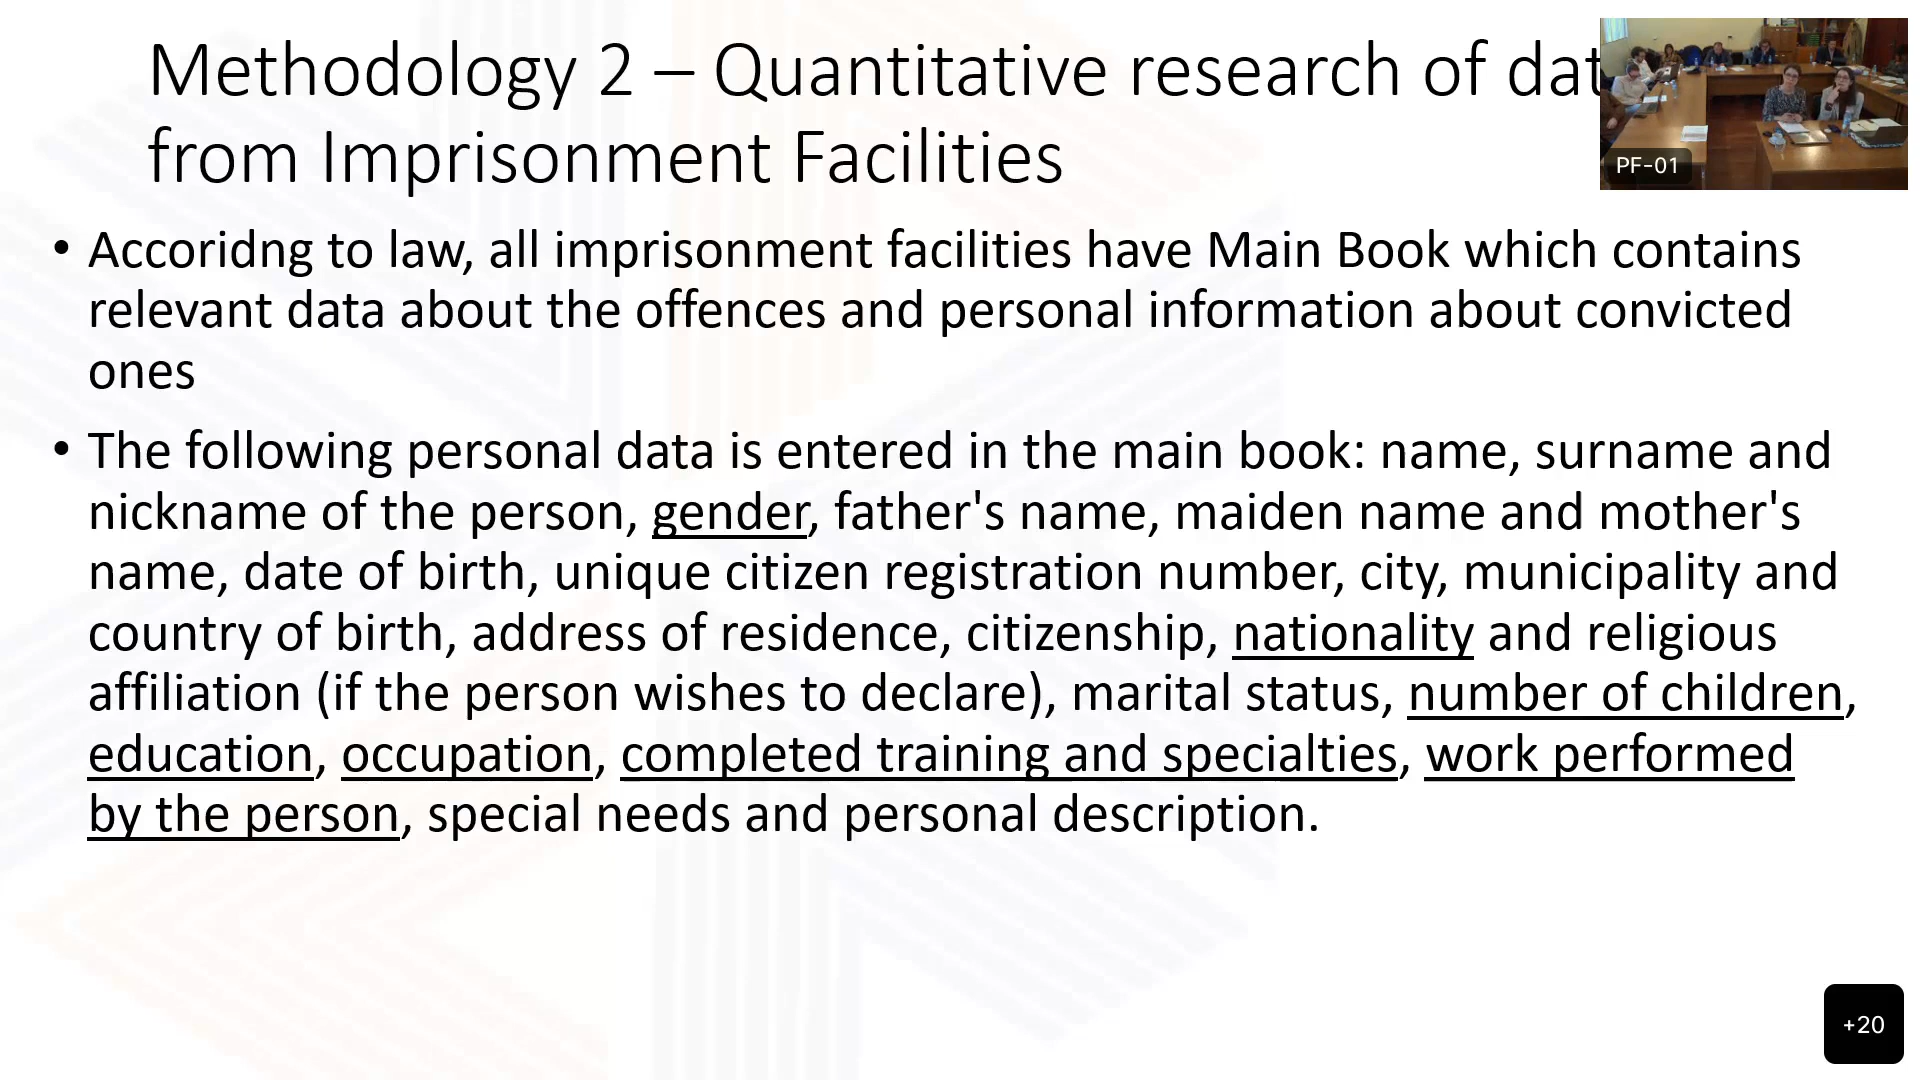 Methodology 2 – Quantitative research of dat
from Imprisonment Facilities
PF-01
• Accoridng to law, all imprisonment facilities have Main Book which contains
relevant data about the offences and personal information about convicted
ones
• The following personal data is entered in the main book: name, surname and
nickname of the person, gender, father's name, maiden name and mother's
name, date of birth, unique citizen registration number, city, municipality and
country of birth, address of residence, citizenship, nationality and religious
affiliation (if the person wishes to declare), marital status, number of children,
education, occupation, completed training and specialties, work performed
by the person, special needs and personal description.
+20